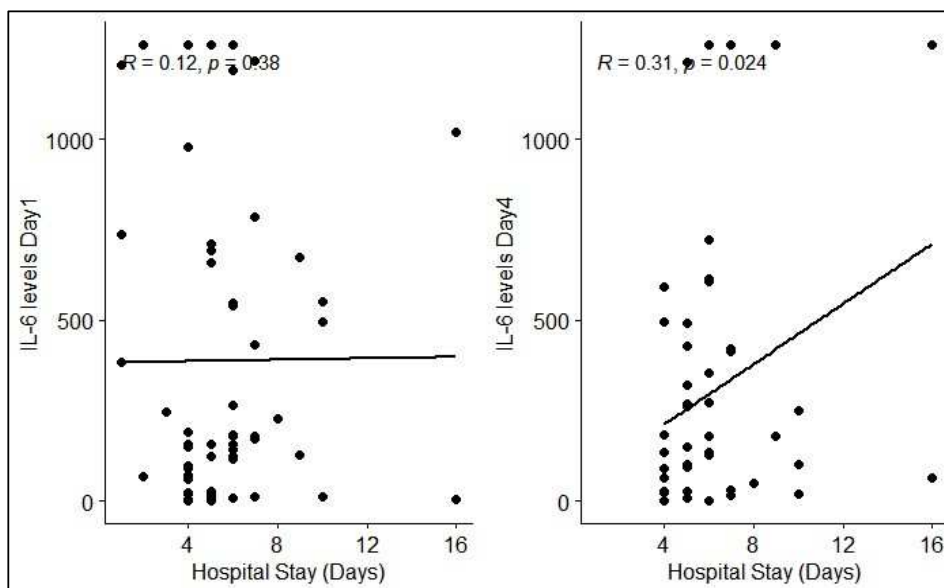 R = 0.12, p = 0.38
IL-6 levels Day1
1000
500
0
4 8 12 16
Hospital Stay (Days)
R = 0.31, p = 0.024
IL-6 levels Day4
1000
500
0
4 8 12 16
Hospital Stay (Days)